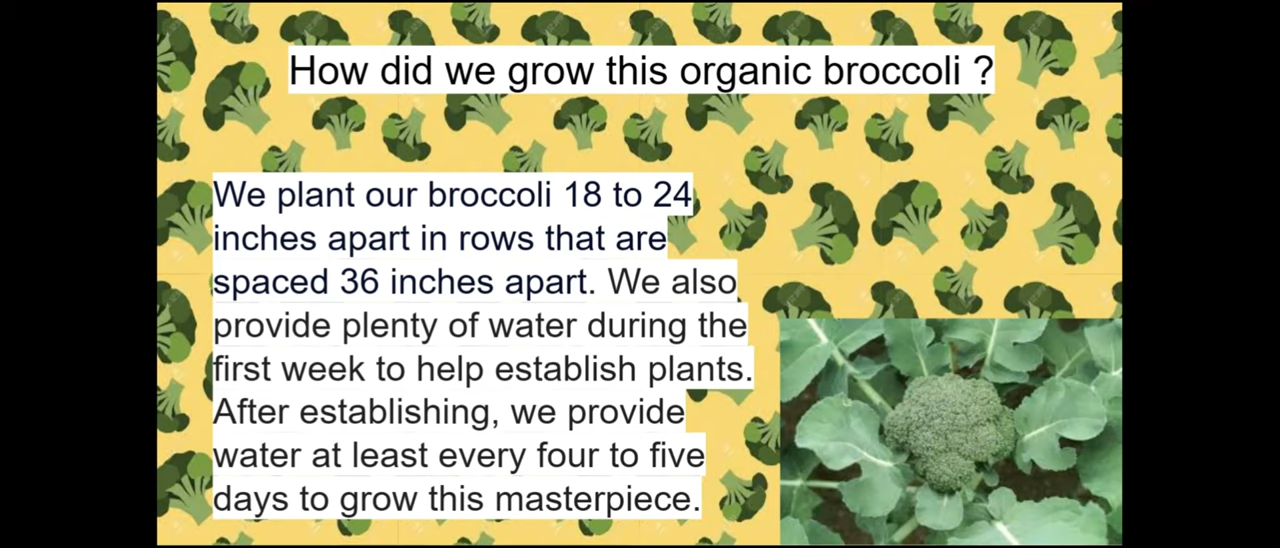 How did we grow this organic broccoli ?
We plant our broccoli 18 to 24
inches apart in rows that are
spaced 36 inches apart. We also
provide plenty of water during the
first week to help establish plants.
After establishing, we provide
water at least every four to five
days to grow this masterpiece.